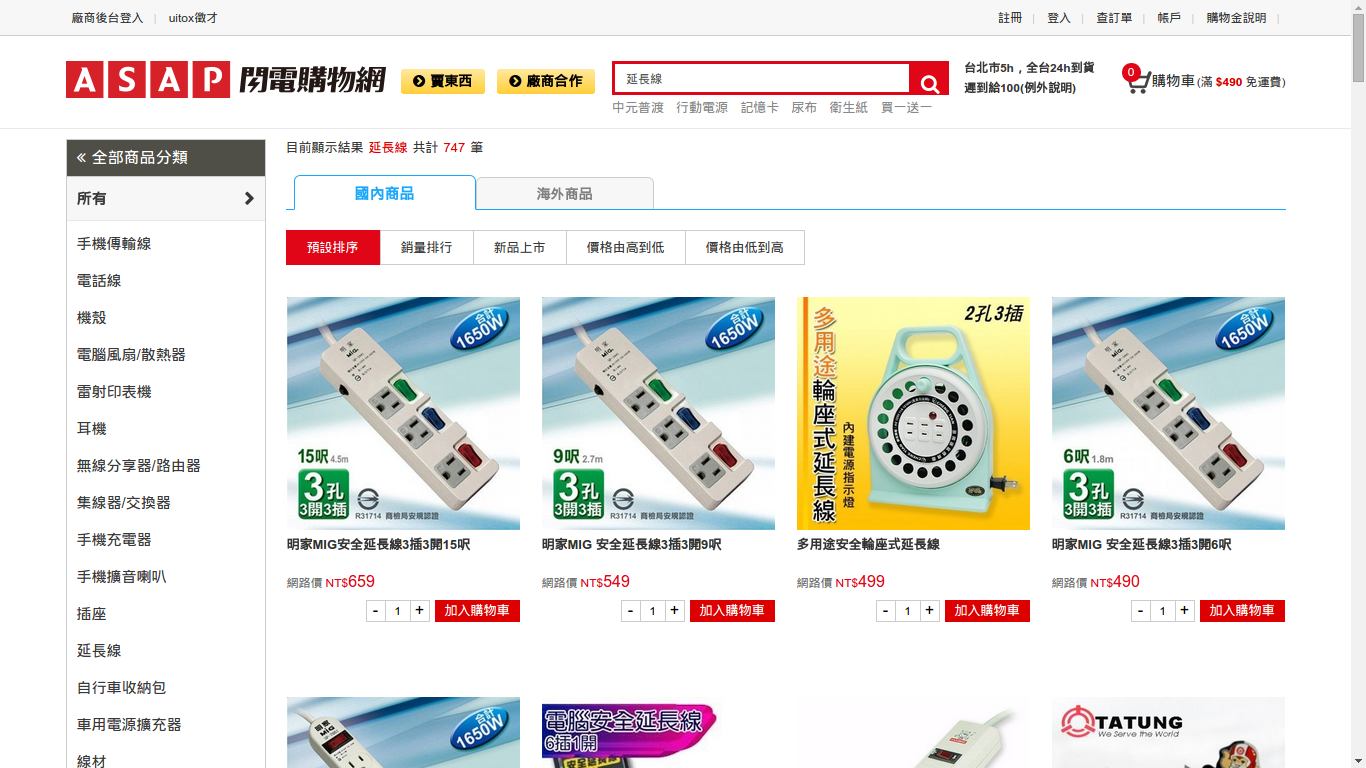 廠商後台登入 | uitox徵才
註冊 | 登入 | 查訂單 | 帳戶 | 購物金說明 |
ASAP 閃電購物網
賣東西
廠商合作
延長線
中元普渡 行動電源 記憶卡 尿布 衛生紙 買一送一
台北市5h，全台24h到貨
遲到給100(例外說明)
0
購物車(滿 $490 免運費)
« 全部商品分類
所有
手機傳輸線
電話線
機殼
電腦風扇/散熱器
雷射印表機
耳機
無線分享器/路由器
集線器/交換器
手機充電器
手機擴音喇叭
插座
延長線
自行車收納包
車用電源擴充器
線材
目前顯示結果 延長線 共計 747 筆
國內商品
海外商品
預設排序
銷量排行
新品上市
價格由高到低
價格由低到高
合計
1650W
明家
MIG
15呎 4.5m
3孔
3開3插
R31714 商檢局安規認證
明家MIG安全延長線3插3開15呎
網路價 NT$659
- 1 + 加入購物車
合計
1650W
明家
MIG
9呎 2.7m
3孔
3開3插
R31714 商檢局安規認證
明家MIG 安全延長線3插3開9呎
網路價 NT$549
- 1 + 加入購物車
2孔3插
多用途輪座式延長線
內建電源指示燈
多用途安全輪座式延長線
網路價 NT$499
- 1 + 加入購物車
合計
1650W
明家
MIG
6呎 1.8m
3孔
3開3插
R31714 商檢局安規認證
明家MIG 安全延長線3插3開6呎
網路價 NT$490
- 1 + 加入購物車
明家
MIG
合計
1650W
電腦安全延長線
6插1開
安全延長線
TATUNG
We Serve the World